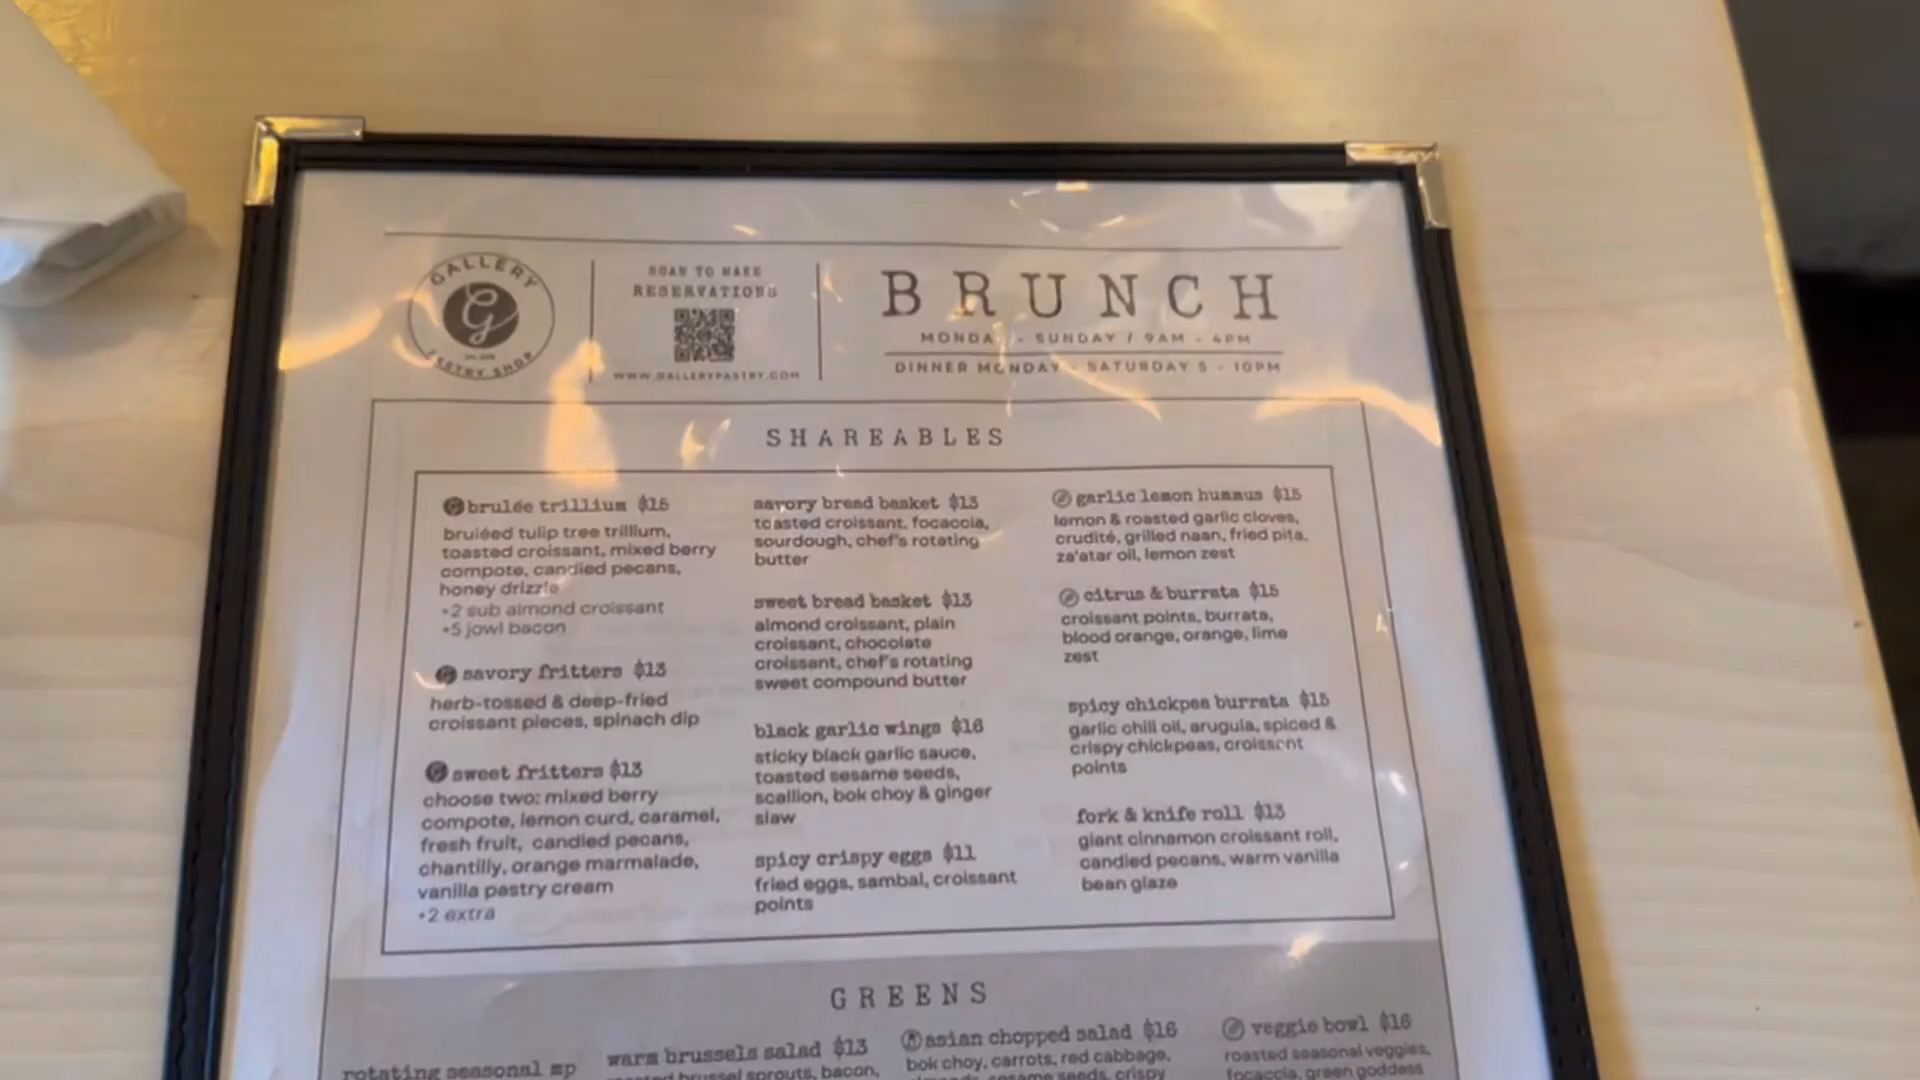 GALLERY
G
PASTRY SHOP
SCAN TO MAKE
RESERVATIONS
WWW.GALLERYPASTRY.COM
BRUNCH
MONDAY - SUNDAY / 9AM - 4PM
DINNER MONDAY - SATURDAY 5 - 10PM
SHAREABLES
brulée trillium $15
bruléed tulip tree trillium,
toasted croissant, mixed berry
compote, candied pecans,
honey drizzle
+2 sub almond croissant
+5 jowl bacon
savory fritters $13
herb-tossed & deep-fried
croissant pieces, spinach dip
sweet fritters $13
choose two: mixed berry
compote, lemon curd, caramel,
fresh fruit, candied pecans,
chantilly, orange marmalade,
vanilla pastry cream
+2 extra
savory bread basket $13
toasted croissant, focaccia,
sourdough, chef's rotating
butter
sweet bread basket $13
almond croissant, plain
croissant, chocolate
croissant, chef's rotating
sweet compound butter
black garlic wings $16
sticky black garlic sauce,
toasted sesame seeds,
scallion, bok choy & ginger
slaw
spicy crispy eggs $11
fried eggs, sambal, croissant
points
garlic lemon hummus $15
lemon & roasted garlic cloves,
crudité, grilled naan, fried pita,
za'atar oil, lemon zest
citrus & burrata $15
croissant points, burrata,
blood orange, orange, lime
zest
spicy chickpea burrata $15
garlic chili oil, arugula, spiced &
crispy chickpeas, croissant
points
fork & knife roll $13
giant cinnamon croissant roll,
candied pecans, warm vanilla
bean glaze
GREENS
rotating seasonal mp
warm brussels salad $13
brussel sprouts, bacon,
asian chopped salad $16
bok choy, carrots, red cabbage,
sesame seeds, crispy
veggie bowl $16
roasted seasonal veggies,
focaccia, green goddess